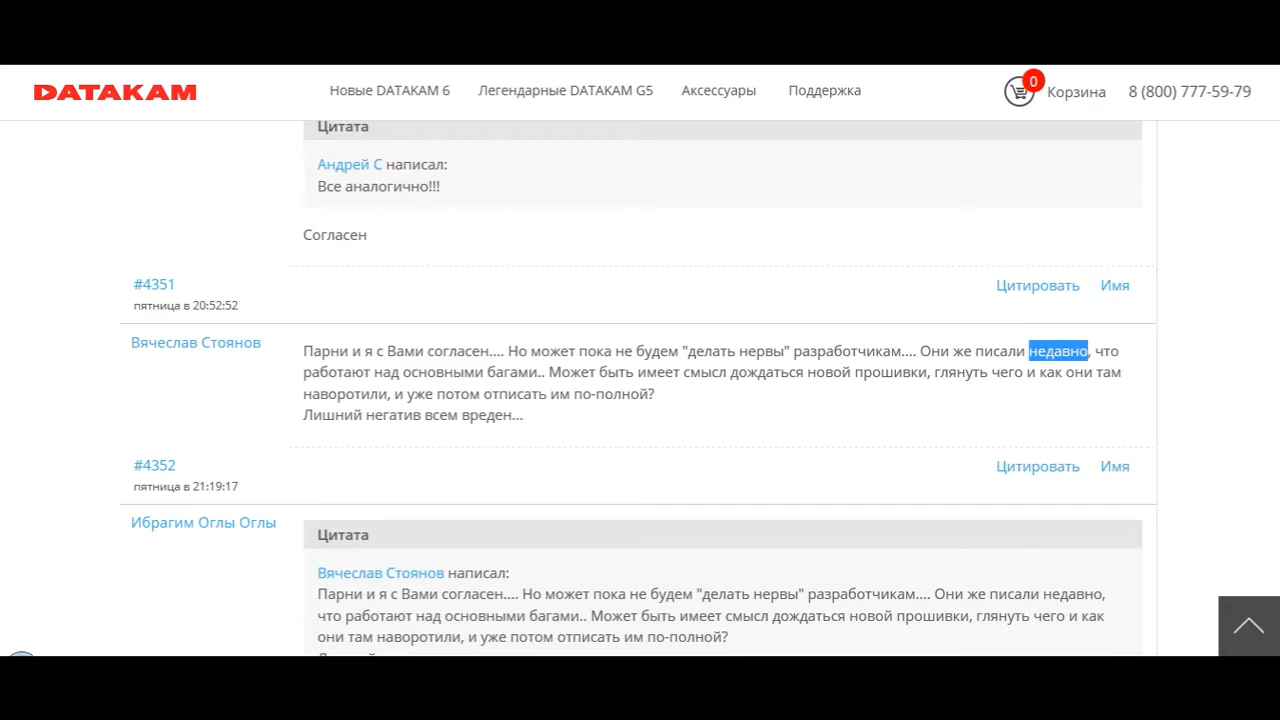 DATAKAM
Новые DATAKAM 6
Легендарные DATAKAM G5
Аксессуары
Поддержка
0
Корзина
8 (800) 777-59-79
Цитата
Андрей С написал:
Все аналогично!!!
Согласен
#4351
Цитировать Имя
пятница в 20:52:52
Вячеслав Стоянов
Парни и я с Вами согласен.... Но может пока не будем "делать нервы" разработчикам.... Они же писали недавно, что
работают над основными багами.. Может быть имеет смысл дождаться новой прошивки, глянуть чего и как они там
наворотили, и уже потом отписать им по-полной?
Лишний негатив всем вреден...
#4352
Цитировать Имя
пятница в 21:19:17
Ибрагим Оглы Оглы
Цитата
Вячеслав Стоянов написал:
Парни и я с Вами согласен.... Но может пока не будем "делать нервы" разработчикам.... Они же писали недавно,
что работают над основными багами.. Может быть имеет смысл дождаться новой прошивки, глянуть чего и как
они там наворотили, и уже потом отписать им по-полной?